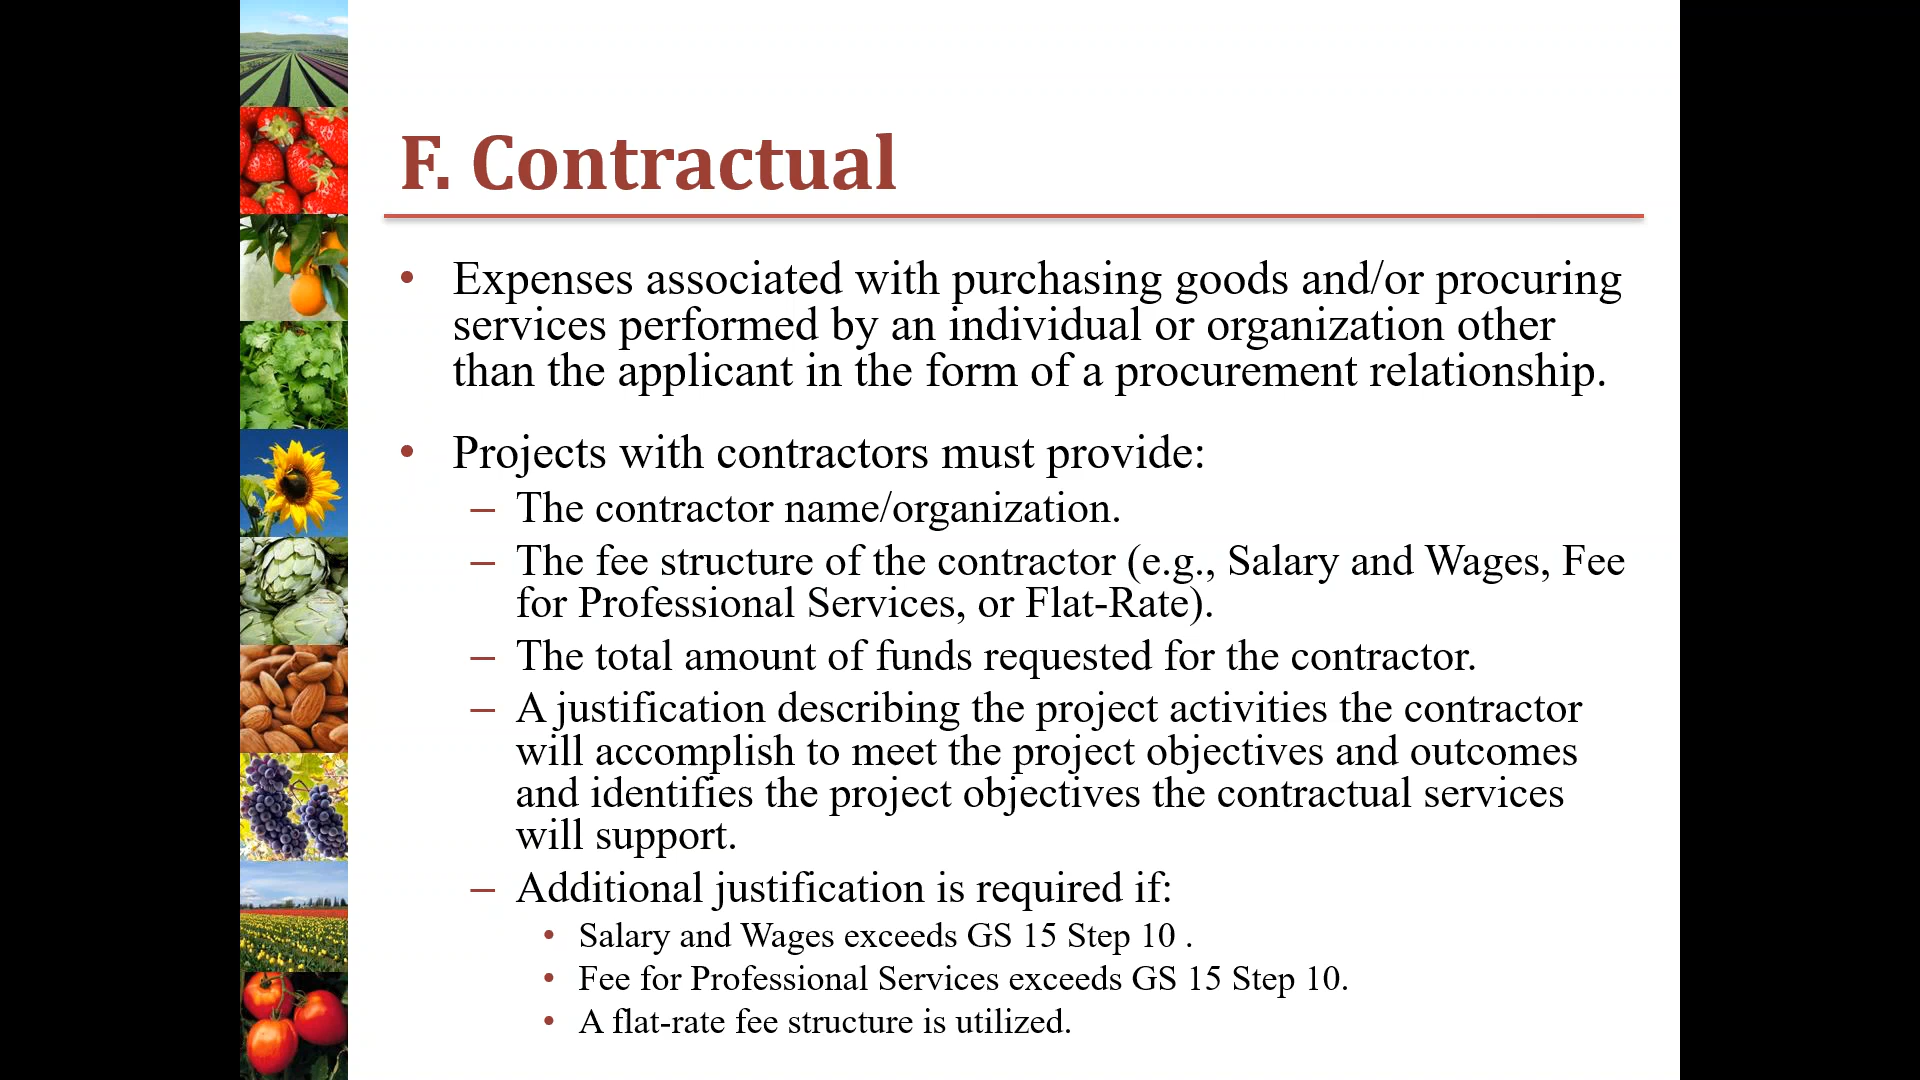 F. Contractual
• Expenses associated with purchasing goods and/or procuring
services performed by an individual or organization other
than the applicant in the form of a procurement relationship.
• Projects with contractors must provide:
– The contractor name/organization.
– The fee structure of the contractor (e.g., Salary and Wages, Fee
for Professional Services, or Flat-Rate).
– The total amount of funds requested for the contractor.
– A justification describing the project activities the contractor
will accomplish to meet the project objectives and outcomes
and identifies the project objectives the contractual services
will support.
– Additional justification is required if:
• Salary and Wages exceeds GS 15 Step 10 .
• Fee for Professional Services exceeds GS 15 Step 10.
• A flat-rate fee structure is utilized.